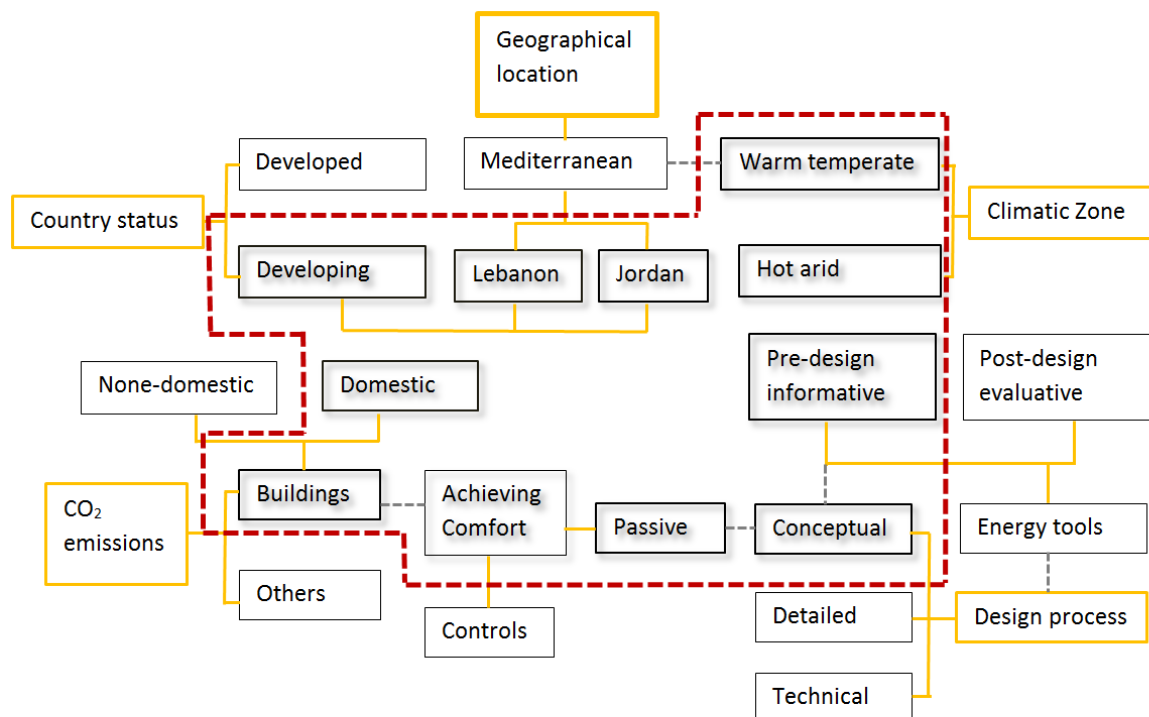 Geographical
location
Developed
Mediterranean
Warm temperate
Country status
Climatic Zone
Developing
Lebanon
Jordan
Hot arid
None-domestic
Domestic
Pre-design
informative
Post-design
evaluative
CO₂
emissions
Buildings
Achieving
Comfort
Passive
Conceptual
Energy tools
Others
Controls
Detailed
Design process
Technical